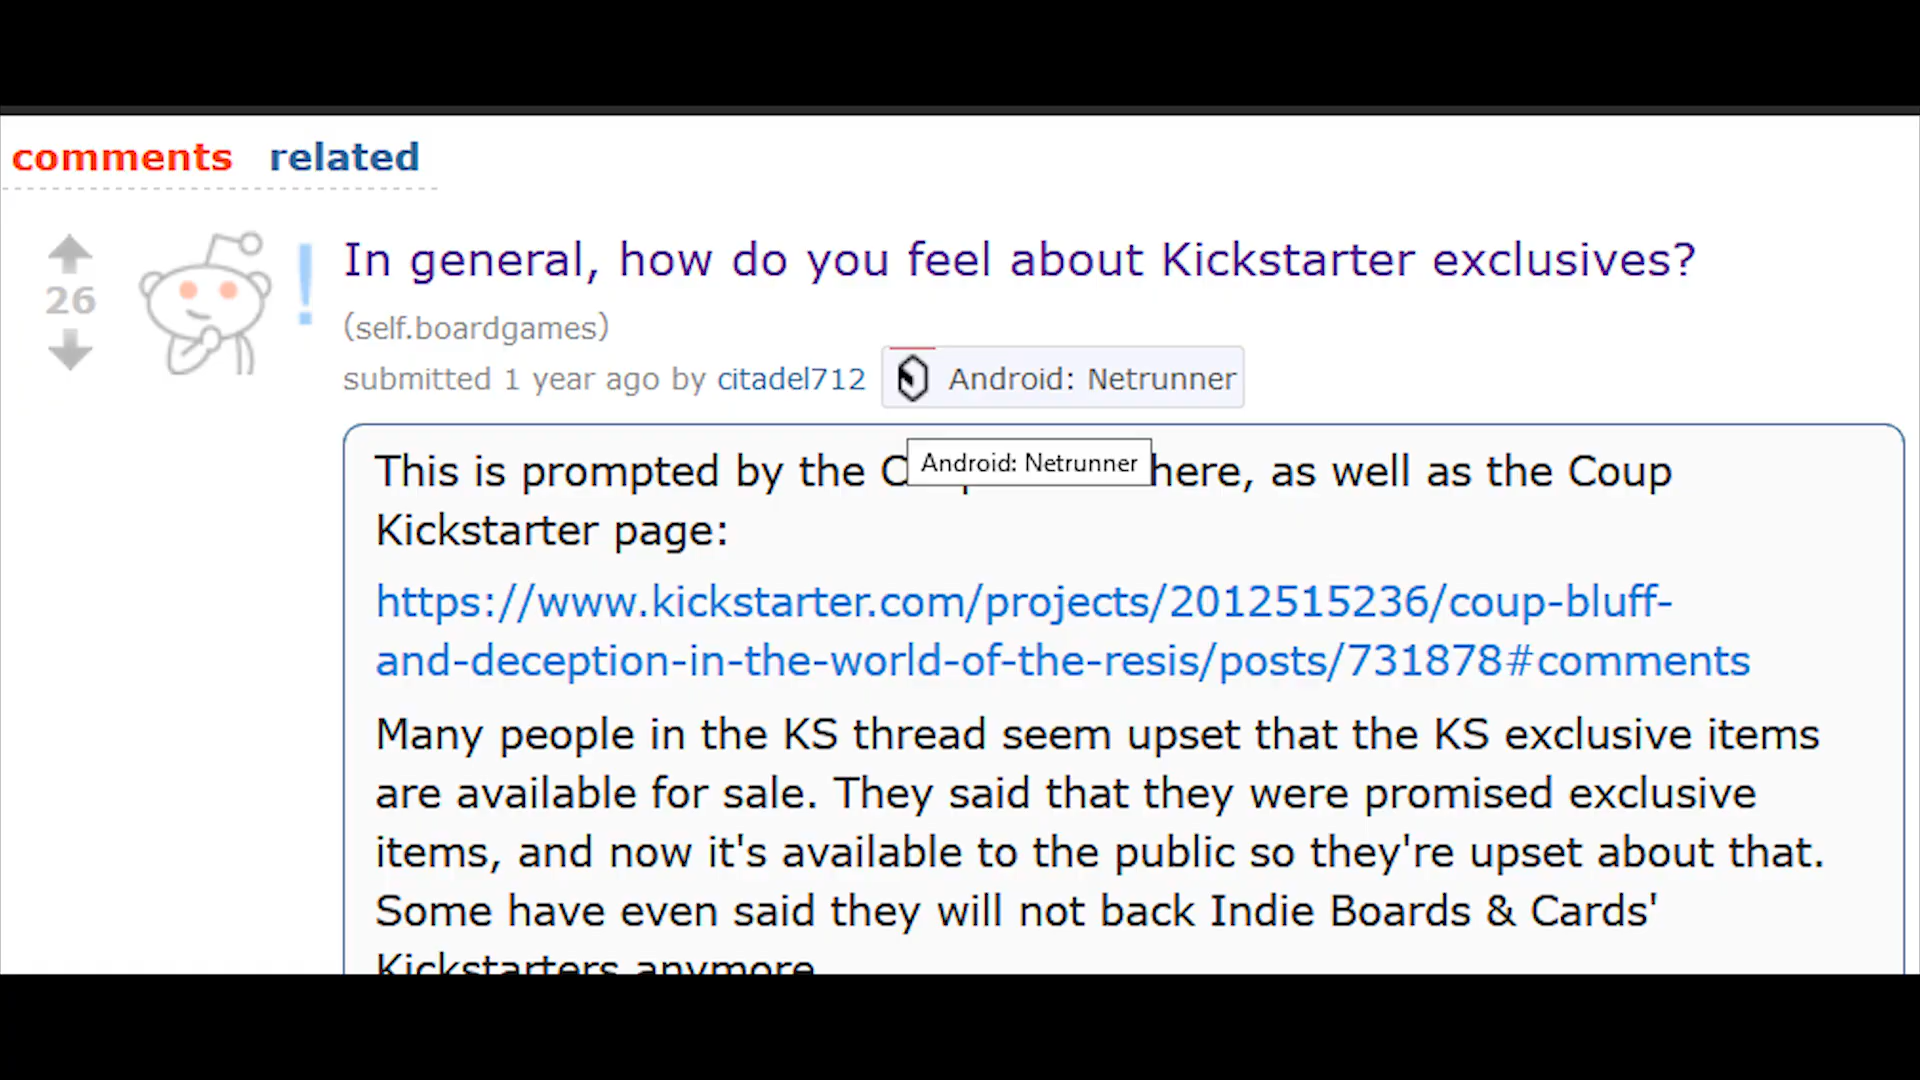 comments related
In general, how do you feel about Kickstarter exclusives?
26
(self.boardgames)
submitted 1 year ago by citadel712 Android: Netrunner
Android: Netrunner
This is prompted by the here, as well as the Coup
Kickstarter page:
https://www.kickstarter.com/projects/2012515236/coup-bluff-
and-deception-in-the-world-of-the-resis/posts/731878#comments
Many people in the KS thread seem upset that the KS exclusive items
are available for sale. They said that they were promised exclusive
items, and now it's available to the public so they're upset about that.
Some have even said they will not back Indie Boards & Cards'
Kickstarters anymore